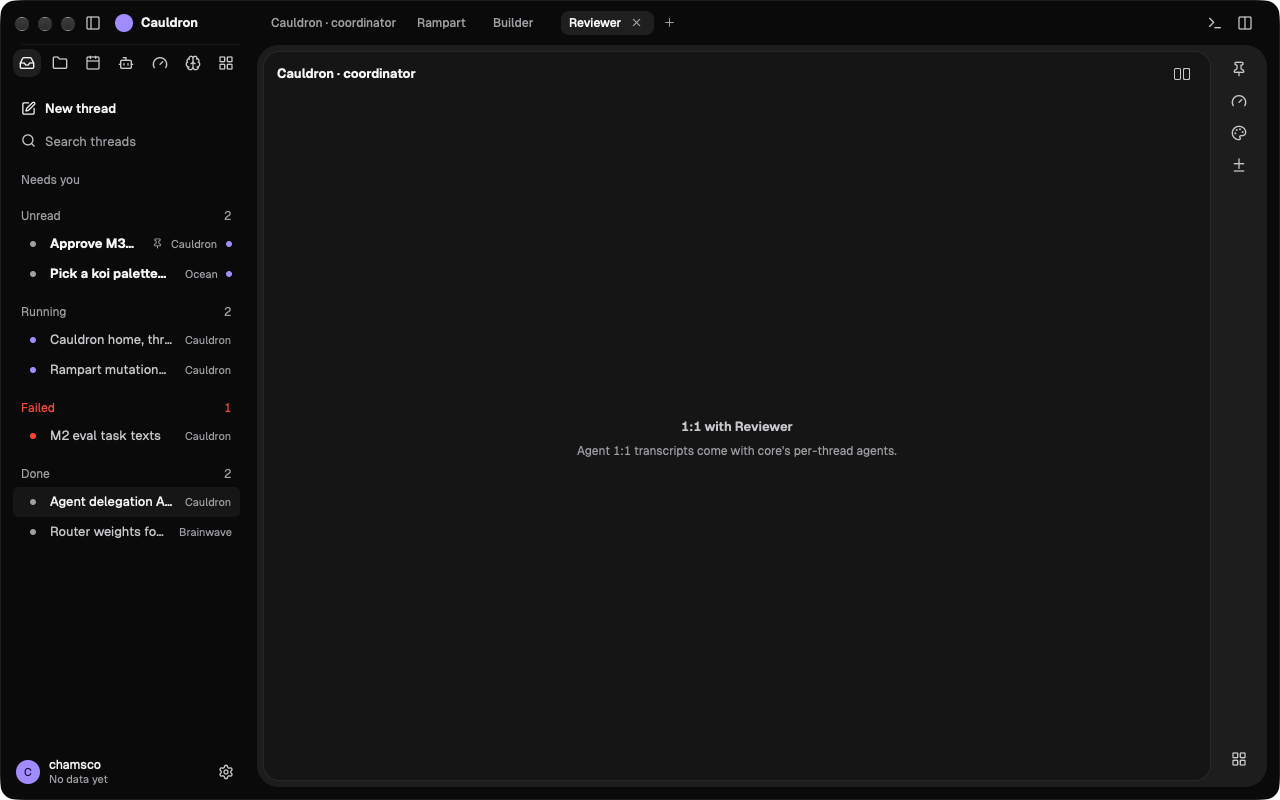 Cauldron
Cauldron · coordinator
Rampart
Builder
Reviewer
New thread
Search threads
Needs you
Unread 2
Approve M3... Cauldron
Pick a koi palette... Ocean
Running 2
Cauldron home, thr... Cauldron
Rampart mutation... Cauldron
Failed 1
M2 eval task texts Cauldron
Done 2
Agent delegation A... Cauldron
Router weights fo... Brainwave
C
chamsco
No data yet
Cauldron · coordinator
1:1 with Reviewer
Agent 1:1 transcripts come with core's per-thread agents.